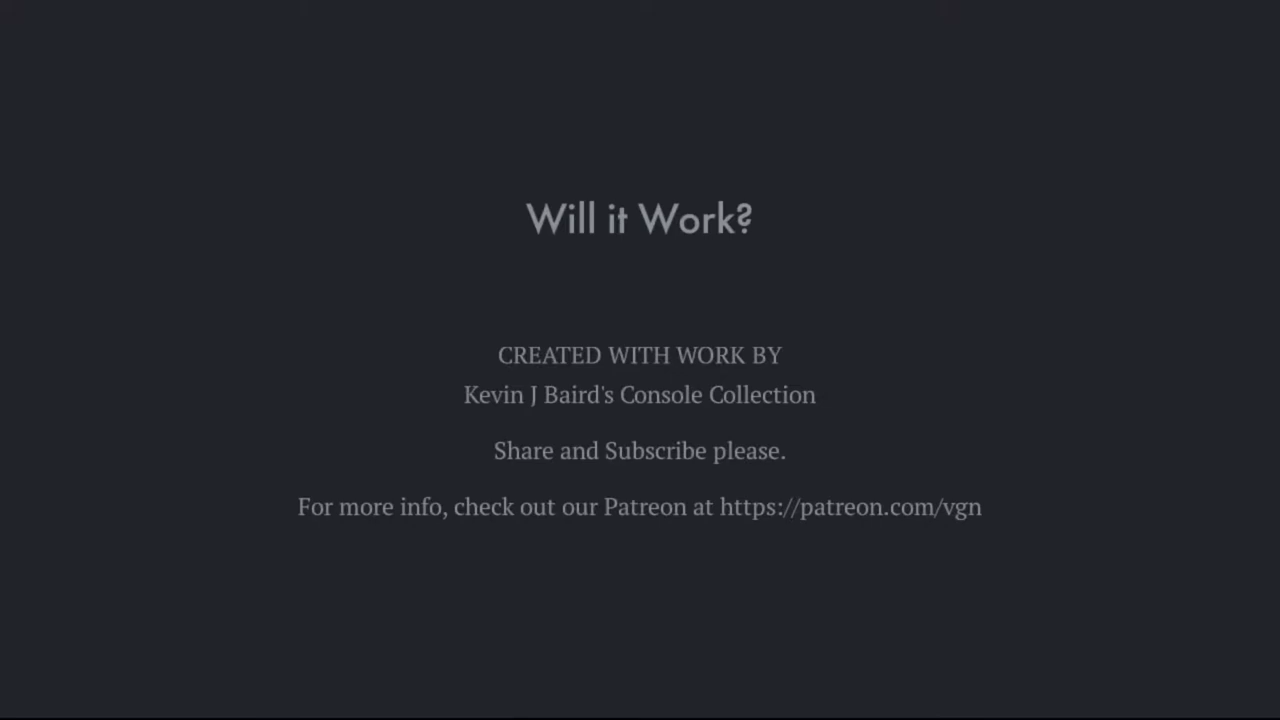 Will it Work?
CREATED WITH WORK BY
Kevin J Baird's Console Collection
Share and Subscribe please.
For more info, check out our Patreon at https://patreon.com/vgn